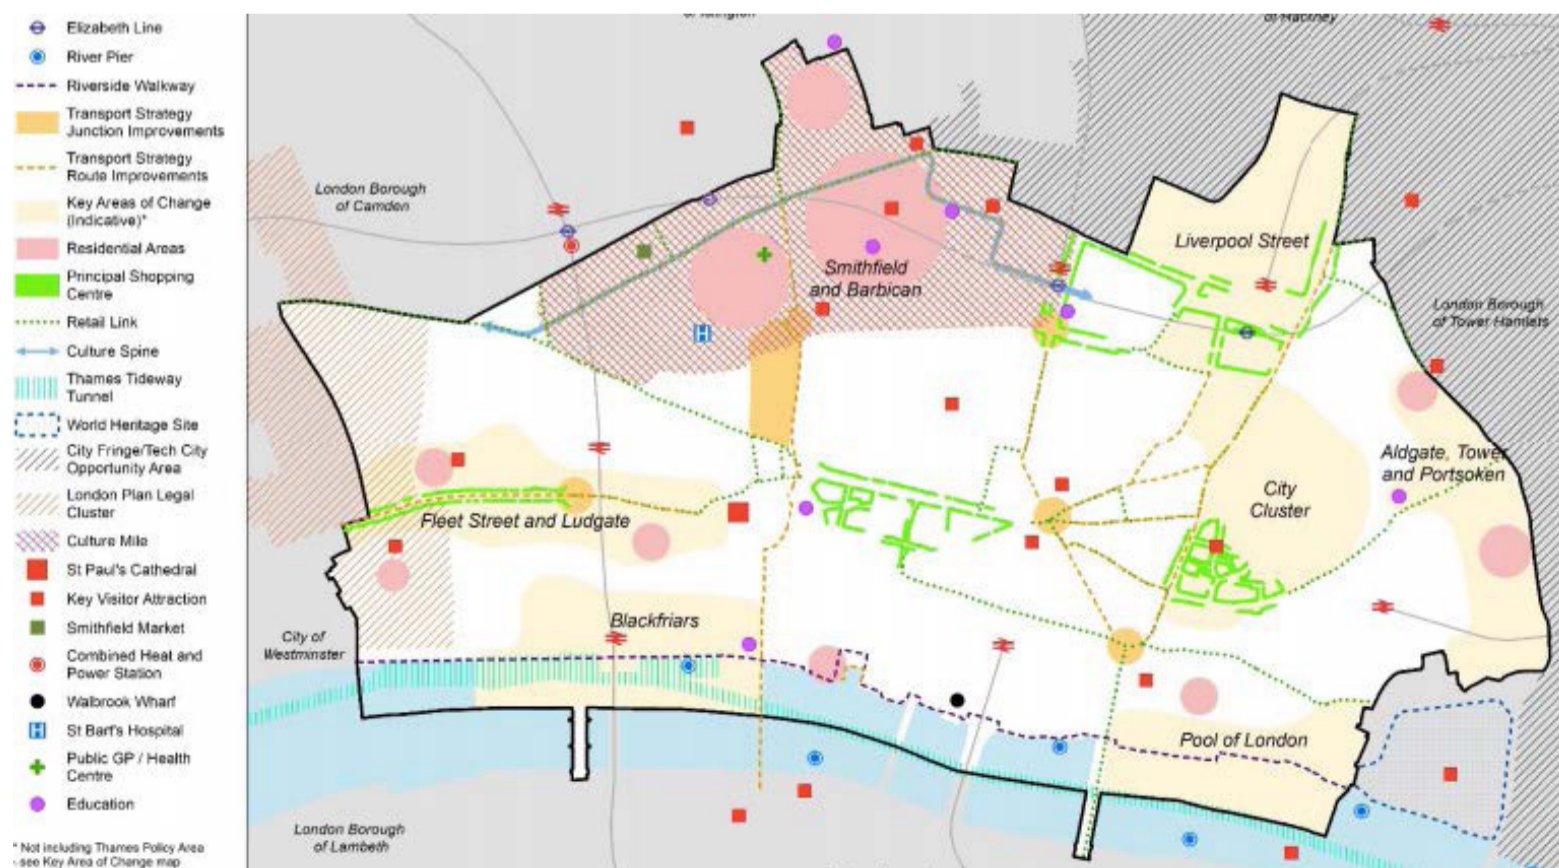 Elizabeth Line
River Pier
Riverside Walkway
Transport Strategy
Junction Improvements
Transport Strategy
Route Improvements
Key Areas of Change
(Indicative)*
Residential Areas
Principal Shopping
Centre
Retail Link
Culture Spine
Thames Tideway
Tunnel
World Heritage Site
City Fringe/Tech City
Opportunity Area
London Plan Legal
Cluster
Culture Mile
St Paul's Cathedral
Key Visitor Attraction
Smithfield Market
Combined Heat and
Power Station
Walbrook Wharf
H
St Bart's Hospital
Public GP / Health
Centre
Education
* Not including Thames Policy Area
- see Key Area of Change map
of Islington
of Hackney
London Borough
of Camden
Liverpool Street
Smithfield
and Barbican
London Borough
of Tower Hamlets
H
Aldgate, Tower
and Portsoken
City
Cluster
Fleet Street and Ludgate
Blackfriars
City of
Westminster
Pool of London
London Borough
of Lambeth